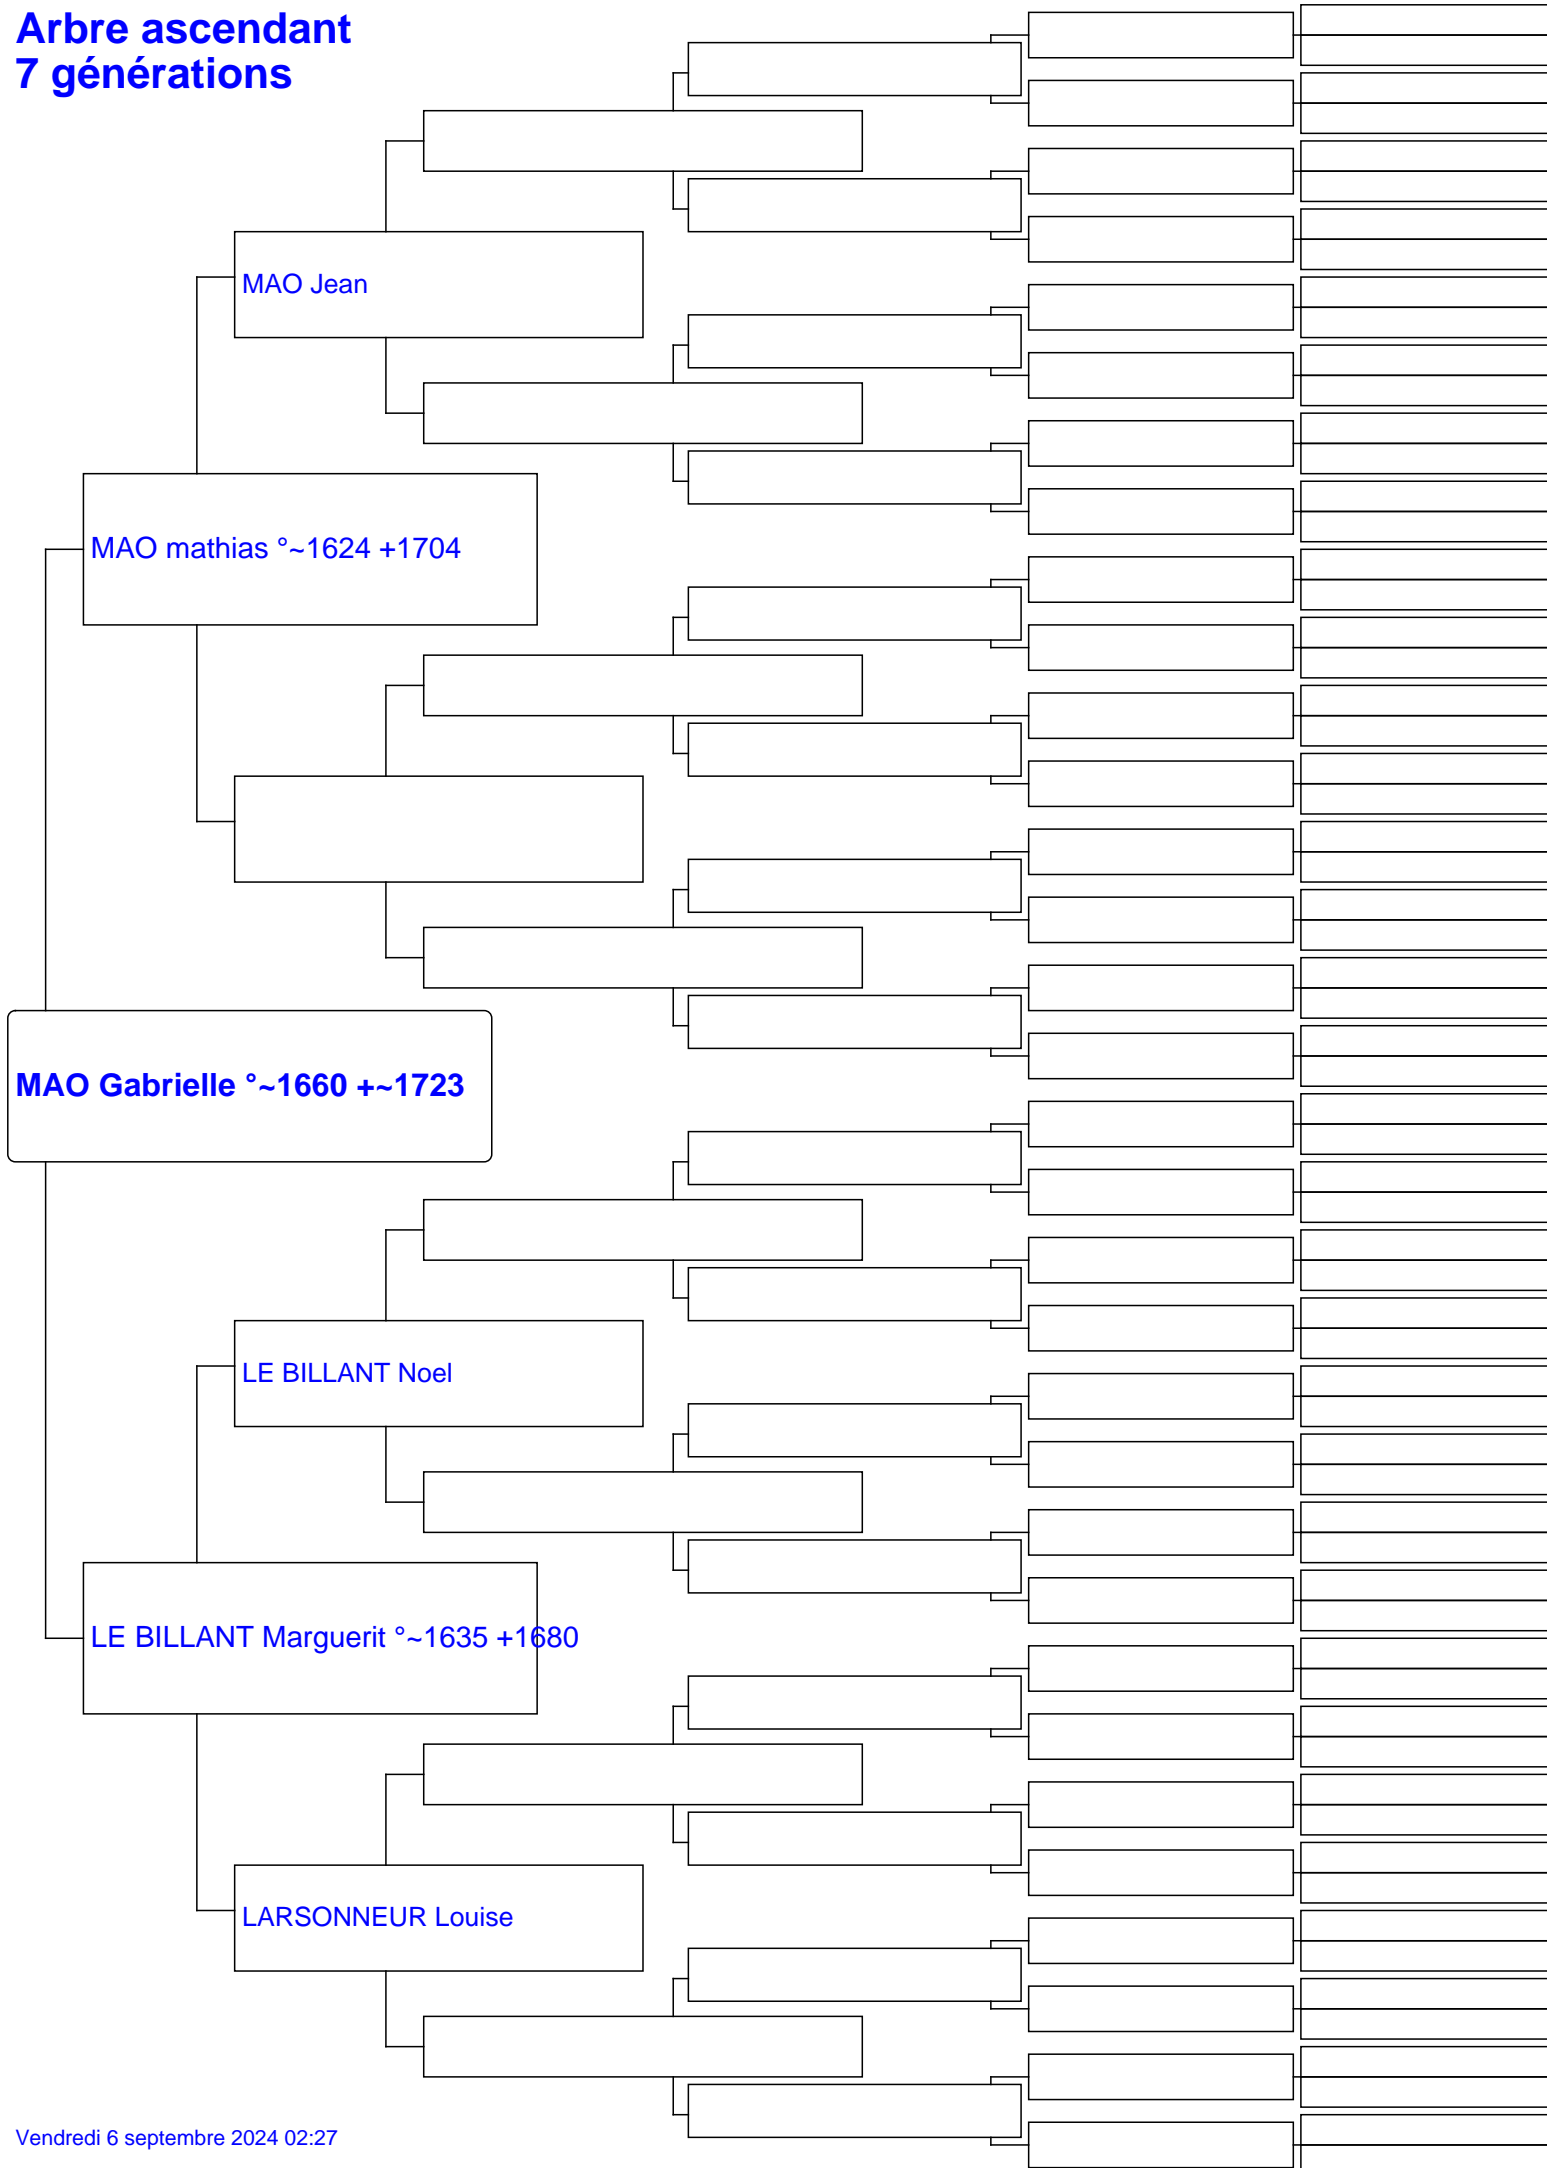 Arbre ascendant
7 générations
MAO Jean
MAO mathias °~1624 +1704
MAO Gabrielle °~1660 +~1723
LE BILLANT Noel
LE BILLANT Marguerit °~1635 +1680
LARSONNEUR Louise
Vendredi 6 septembre 2024 02:27